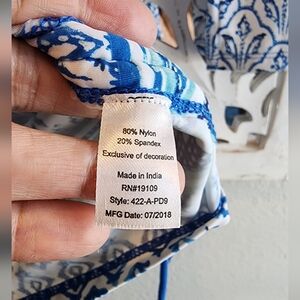 80% Nylon
20% Spandex
Exclusive of decoration
Made in India
RN#19109
Style: 422-A-PD9
MFG Date: 07/2018